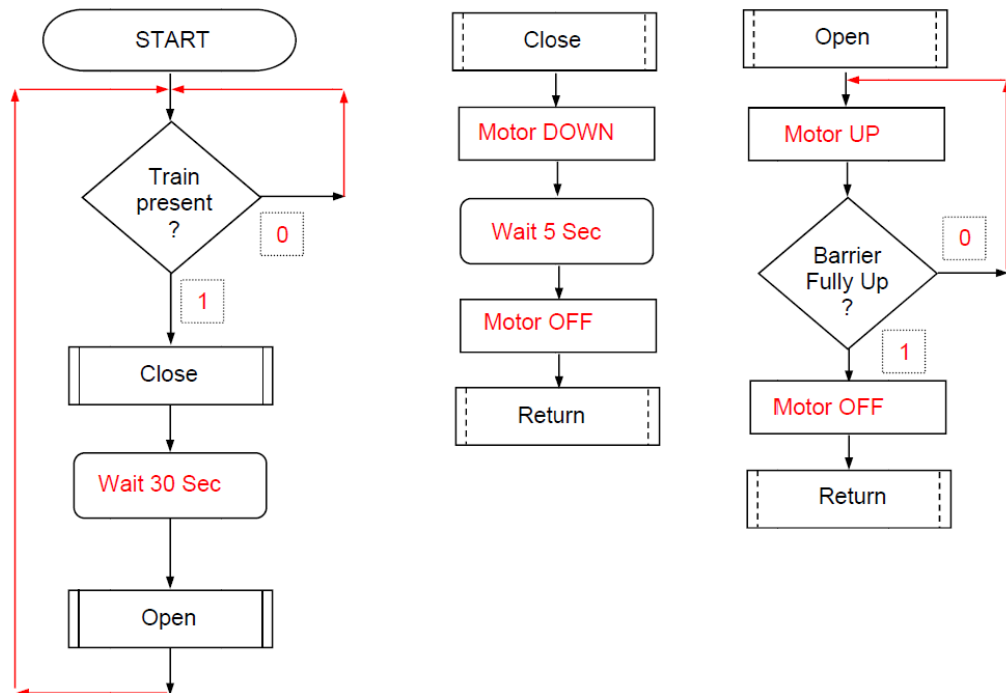 START
Train
present
?
0
1
Close
Wait 30 Sec
Open
Close
Motor DOWN
Wait 5 Sec
Motor OFF
Return
Open
Motor UP
Barrier
Fully Up
?
0
1
Motor OFF
Return